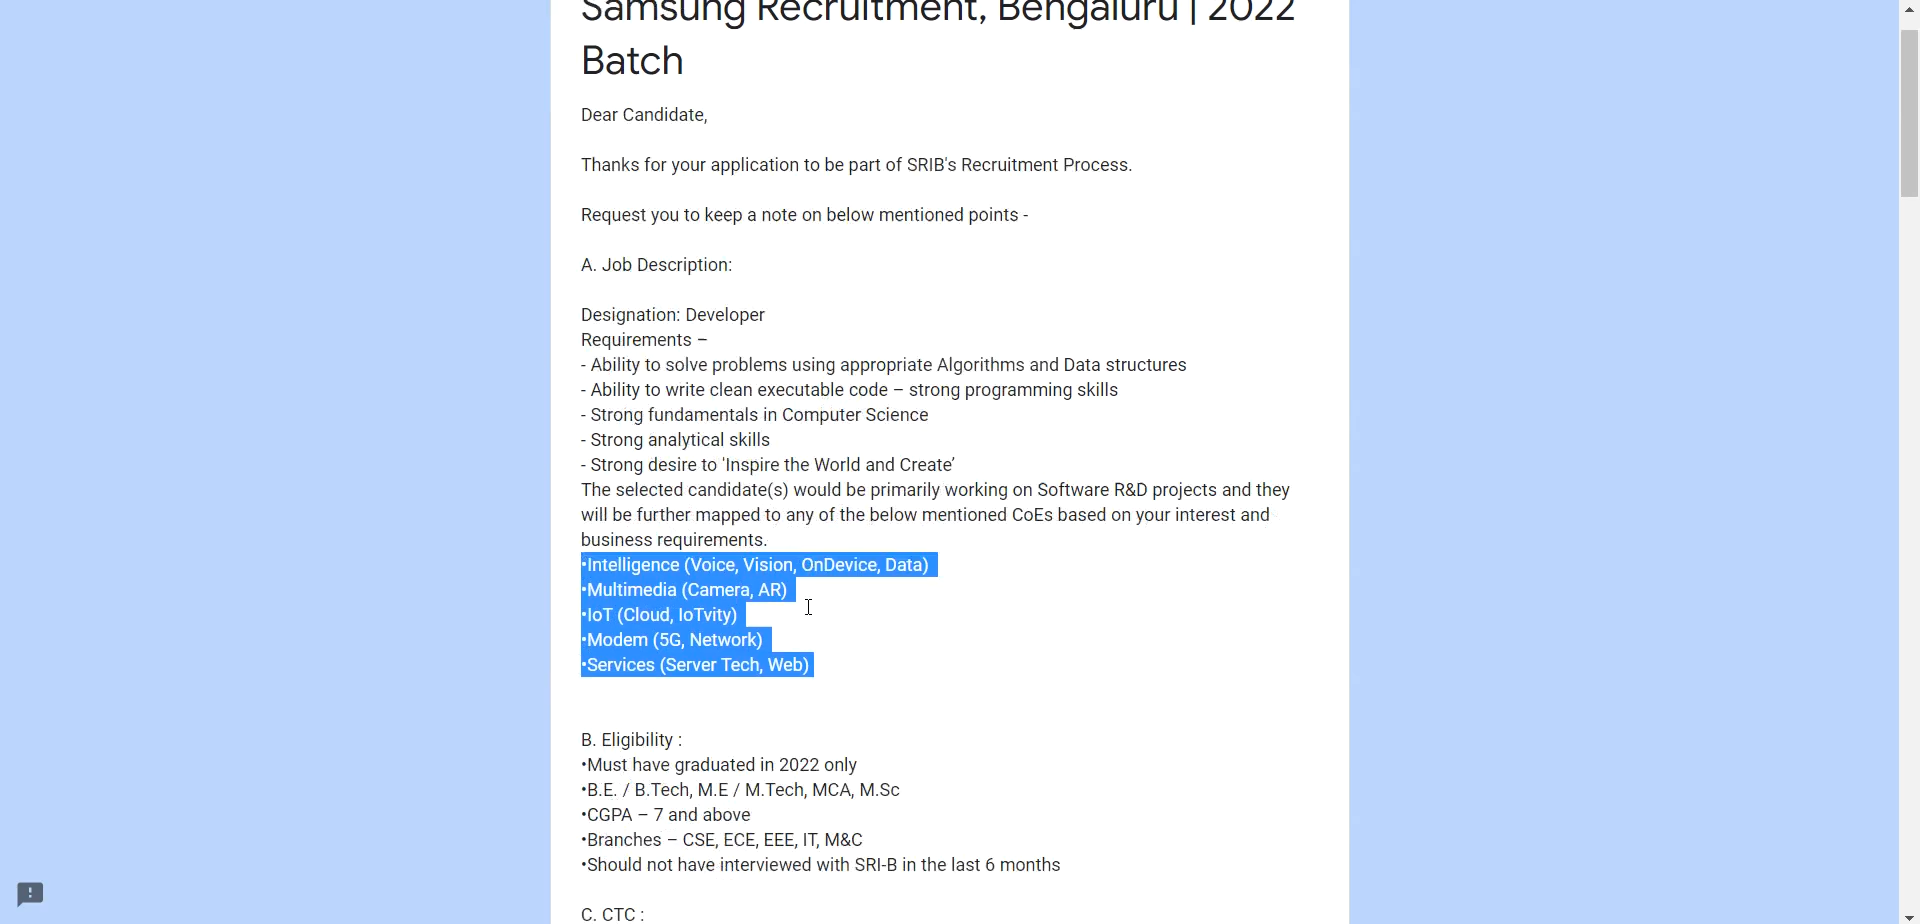 Samsung Recruitment, Bengaluru | 2022
Batch
Dear Candidate,
Thanks for your application to be part of SRIB's Recruitment Process.
Request you to keep a note on below mentioned points -
A. Job Description:
Designation: Developer
Requirements –
- Ability to solve problems using appropriate Algorithms and Data structures
- Ability to write clean executable code – strong programming skills
- Strong fundamentals in Computer Science
- Strong analytical skills
- Strong desire to 'Inspire the World and Create’
The selected candidate(s) would be primarily working on Software R&D projects and they
will be further mapped to any of the below mentioned CoEs based on your interest and
business requirements.
•Intelligence (Voice, Vision, OnDevice, Data)
•Multimedia (Camera, AR)
•IoT (Cloud, IoTvity)
•Modem (5G, Network)
•Services (Server Tech, Web)
B. Eligibility :
•Must have graduated in 2022 only
•B.E. / B.Tech, M.E / M.Tech, MCA, M.Sc
•CGPA – 7 and above
•Branches – CSE, ECE, EEE, IT, M&C
•Should not have interviewed with SRI-B in the last 6 months
C. CTC :